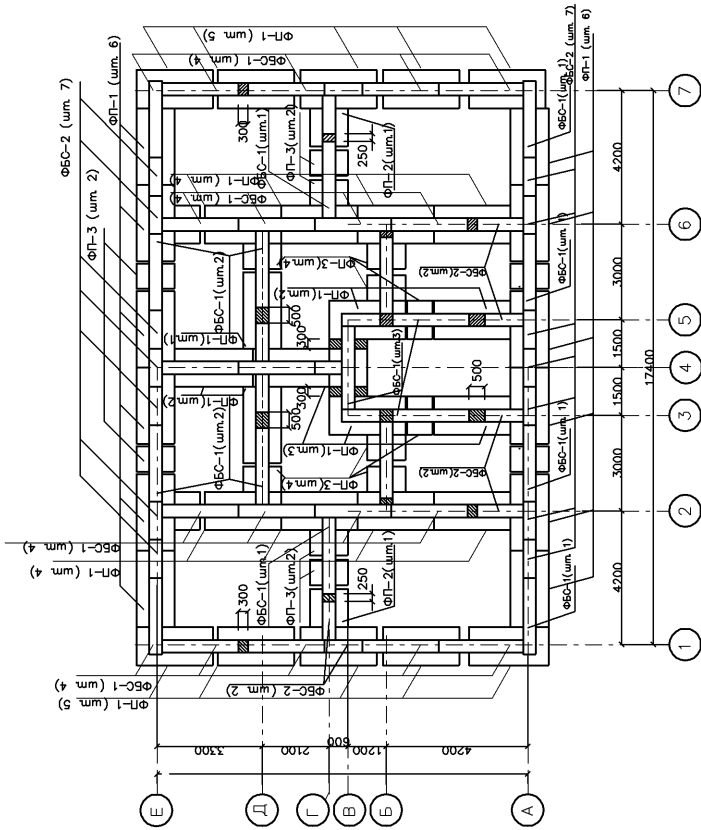 ФП-1 (шт. 5)
ФБС-1 (шт. 4)
ФП-1 (шт. 6)
ФБС-2 (шт. 7)
ФП-3 (шт. 2)
ФБС-2 (шт. 7)
ФП-1 (шт. 6)
ФБС-1(шт. 1)
7
300
ФБС-1(шт.1)
ФП-3(шт.2)
250
ФП-2(шт.1)
4200
ФП-1 (шт. 4)
ФБС-1 (шт. 4)
6
ФБС-1(шт.2)
ФП-3(шт.4
ФБС-2(шт.2)
ФБС-1(шт. 1)
3000
500
ФП-1(шт.2
5
ФП-1(шт.1
300
ФБС-1(шт.3)
1500
4
17400
ФП-1(шт.2
300
500
1500
3
500
ФБС-1(шт.2)
ФП-1(шт.3
ФП-3(шт.4
ФБС-2(шт.2)
ФБС-1(шт. 1)
3000
2
ФБС-1 (шт. 4)
ФП-1 (шт. 4)
ФБС-1(шт.1)
ФП-3(шт.2)
ФП-2(шт.1)
250
300
ФБС-1(шт. 1)
4200
1
ФБС-1 (шт. 4)
ФП-1 (шт. 5)
ФБС-2 (шт. 2)
3300
2100
600
1200
4200
Е
Д
Г
В
Б
А